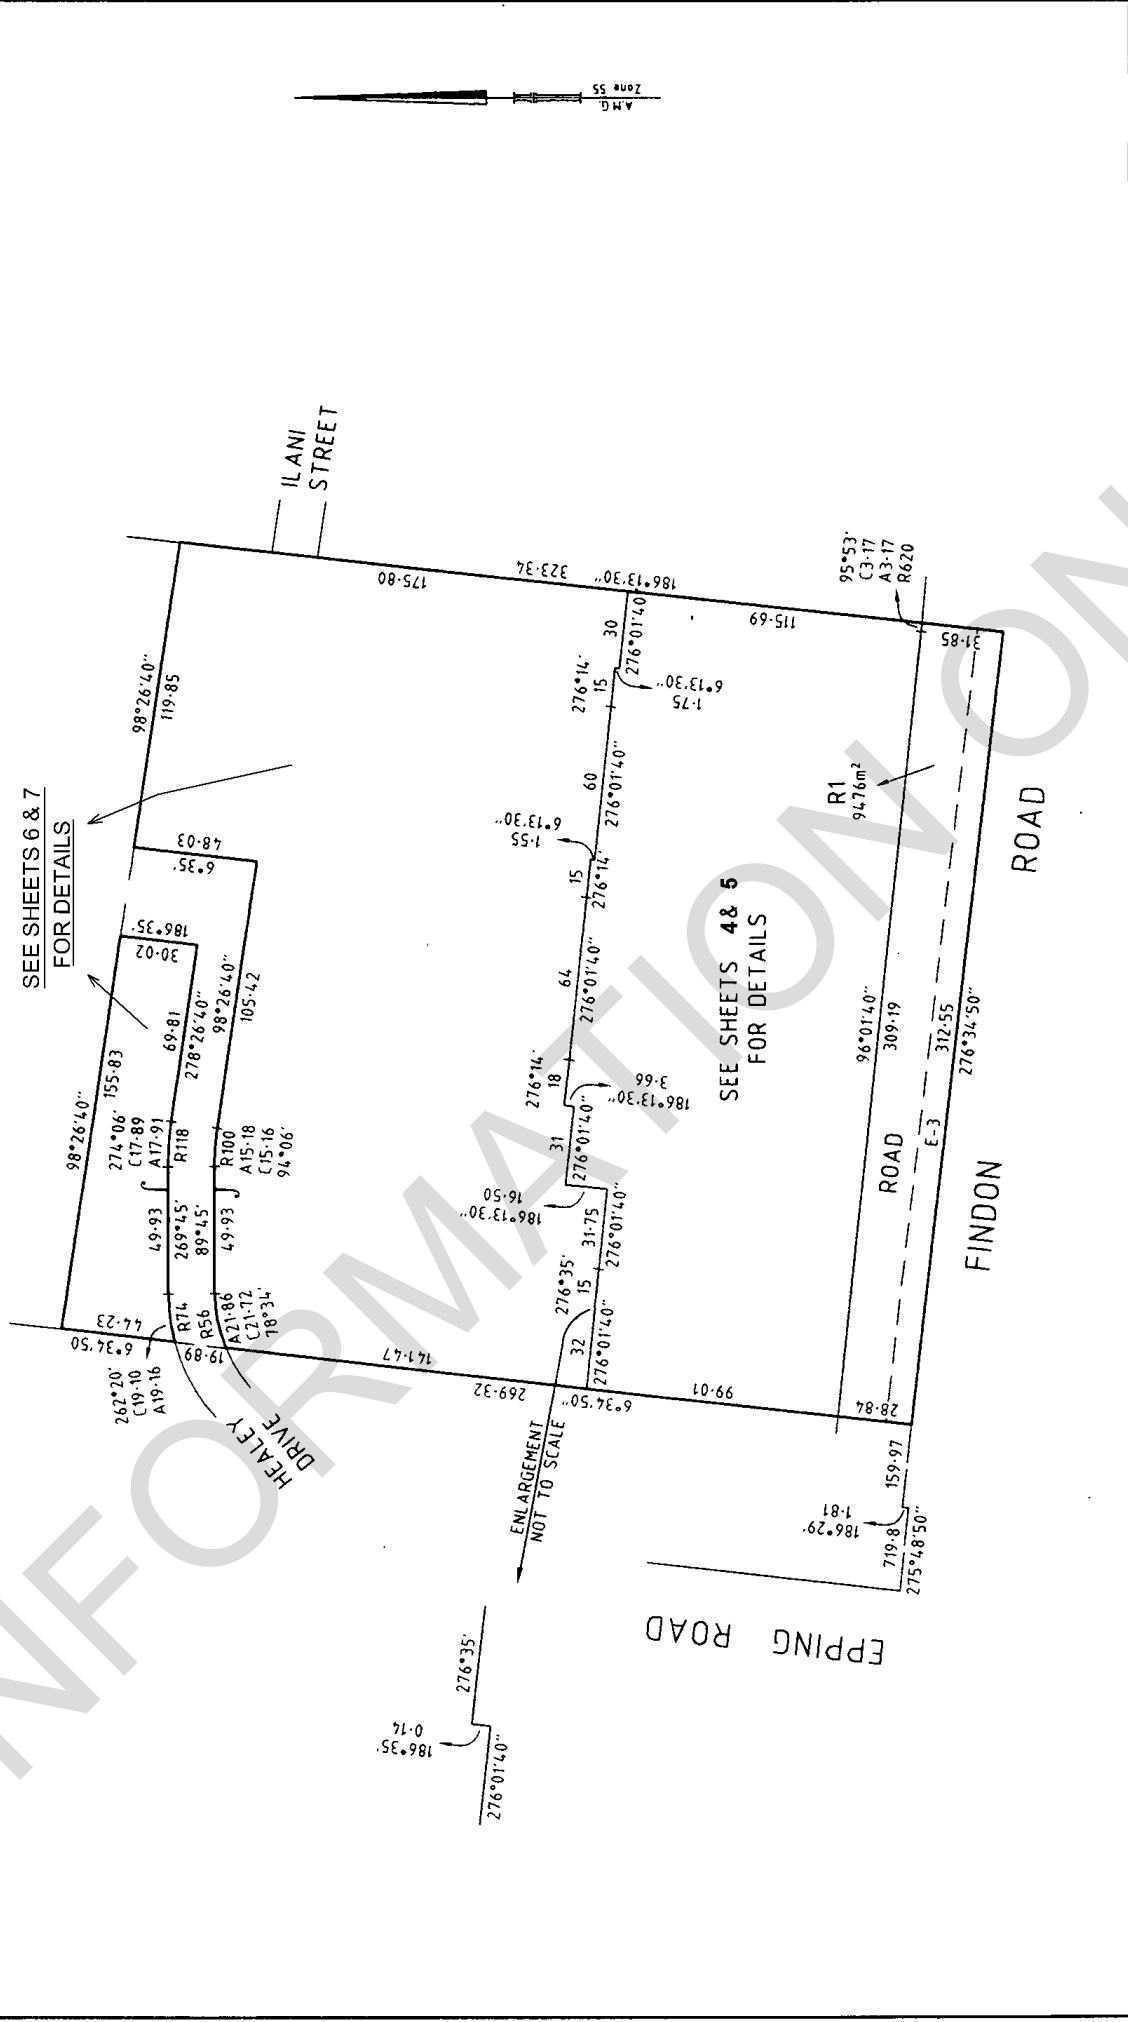 A.M.G.
Zone 55
SEE SHEETS 6 & 7
FOR DETAILS
ILANI
STREET
98°26'40"
119·85
175·80
323·34
186°13'30"
115·69
31·85
95°53'
C3·17
A3·17
R620
48·03
6°35'
186°35'
30·02
98°26'40"
155·83
69·81
278°26'40"
98°26'40"
105·42
274°06'
C17·89
A17·91
R118
R100
A15·18
C15·16
94°06'
49·93
269°45'
89°45'
49·93
R74
R56
A21·86
C21·72
78°34'
44·23
6°34'50
19·89
262°20'
C19·10
A19·16
HEALEY
DRIVE
141·47
269·32
6°34'50"
99·01
28·84
30
276°01'40"
276°14'
15
6°13'30"
1·75
60
276°01'40"
6°13'30"
1·55
15
276°14'
64
276°01'40"
276°14'
18
186°13'30"
3·66
31
276°01'40"
186°13'30"
16·50
31·75
276°01'40"
276°35'
15
32
276°01'40"
SEE SHEETS 4& 5
FOR DETAILS
R1
9476m²
96°01'40"
309·19
ROAD
E-3
312·55
276°34'50"
FINDON ROAD
ENLARGEMENT
NOT TO SCALE
276°35'
186°35'
0·14
276°01'40"
159·97
186°29'
1·81
719·8
275°48'50"
EPPING ROAD
NFORMATION ON